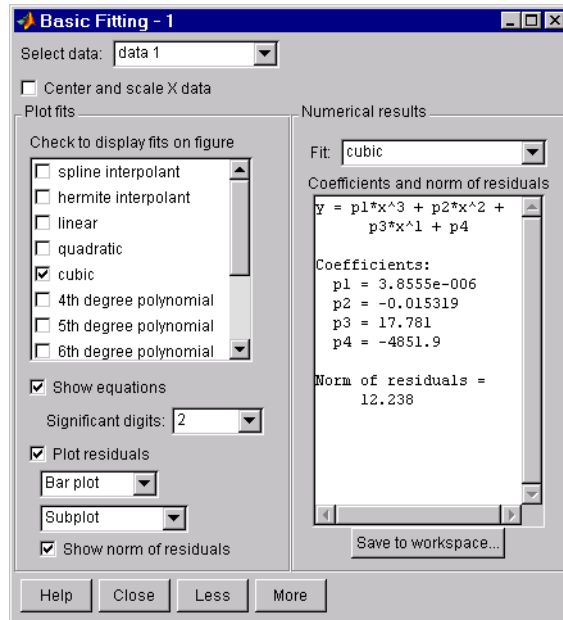 Basic Fitting - 1
Select data: data 1
Center and scale X data
Plot fits
Check to display fits on figure
spline interpolant
hermite interpolant
linear
quadratic
cubic
4th degree polynomial
5th degree polynomial
6th degree polynomial
Show equations
Significant digits: 2
Plot residuals
Bar plot
Subplot
Show norm of residuals
Numerical results
Fit: cubic
Coefficients and norm of residuals
y = p1*x^3 + p2*x^2 +
p3*x^1 + p4
Coefficients:
p1 = 3.8555e-006
p2 = -0.015319
p3 = 17.781
p4 = -4851.9
Norm of residuals =
12.238
Save to workspace...
Help Close Less More